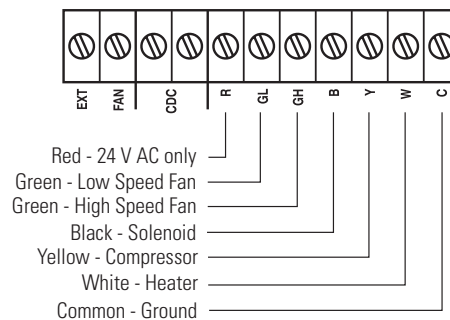 EXT FAN CDC R GL GH B Y W C
Red - 24 V AC only
Green - Low Speed Fan
Green - High Speed Fan
Black - Solenoid
Yellow - Compressor
White - Heater
Common - Ground